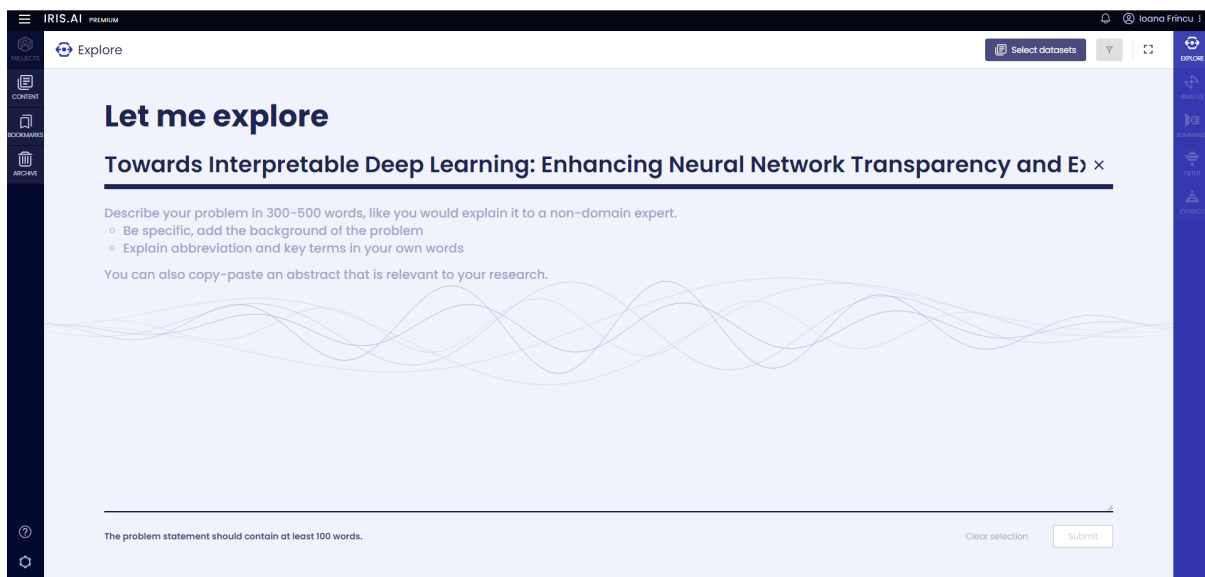 IRIS.AI PREMIUM
Ioana Frincu
PROJECTS
CONTENT
BOOKMARKS
ARCHIVE
Explore
Select datasets
EXPLORE
ANALYZE
SUMMARIS
FILTER
EXTRACT
Let me explore
Towards Interpretable Deep Learning: Enhancing Neural Network Transparency and E
Describe your problem in 300-500 words, like you would explain it to a non-domain expert.
Be specific, add the background of the problem
Explain abbreviation and key terms in your own words
You can also copy-paste an abstract that is relevant to your research.
The problem statement should contain at least 100 words.
Clear selection
Submit